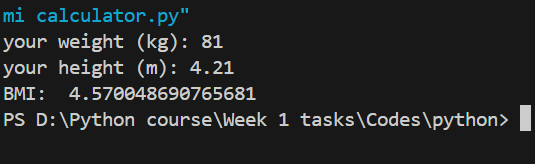 mi calculator.py"
your weight (kg): 81
your height (m): 4.21
BMI:  4.570048690765681
PS D:\Python course\Week 1 tasks\Codes\python>